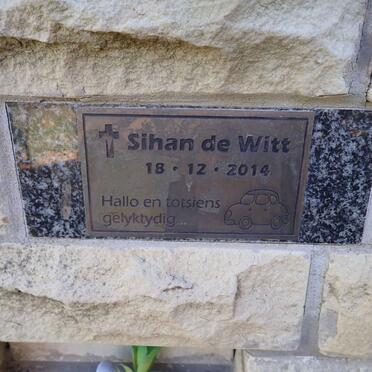 Sihan de Witt
18 • 12 • 2014
Hallo en totsiens
gelyktydig...